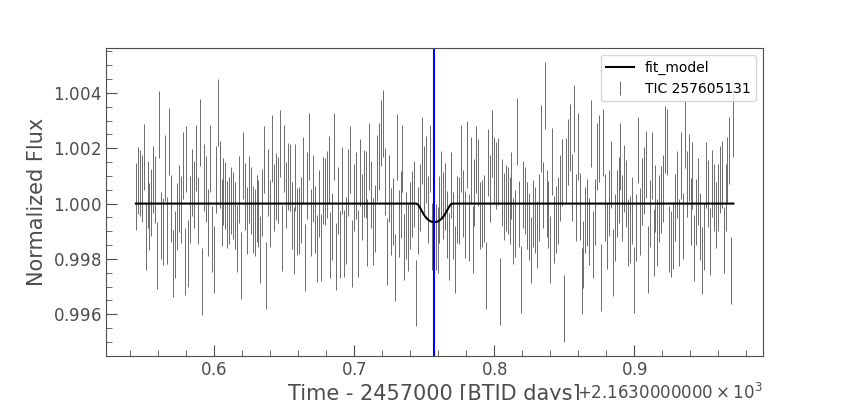 fit_model
TIC 257605131
1.004
1.002
1.000
0.998
0.996
Normalized Flux
0.6 0.7 0.8 0.9
Time - 2457000 [BTJD days]
+2.1630000000 × 10³